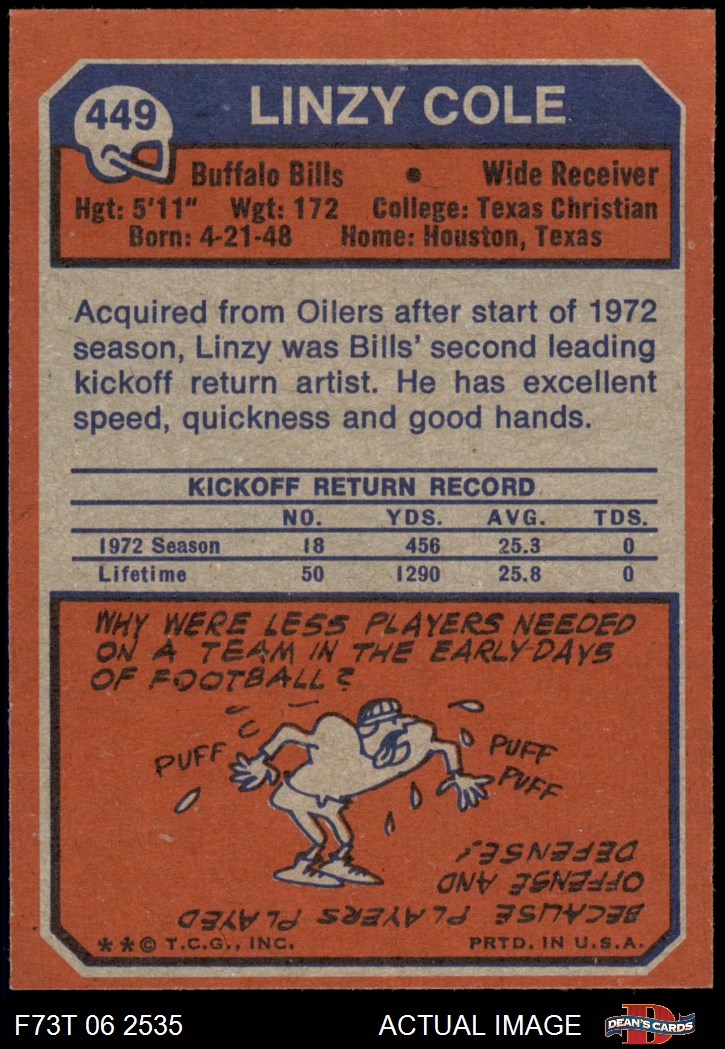 449
LINZY COLE
Buffalo Bills • Wide Receiver
Hgt: 5'11" Wgt: 172 College: Texas Christian
Born: 4-21-48 Home: Houston, Texas
Acquired from Oilers after start of 1972
season, Linzy was Bills' second leading
kickoff return artist. He has excellent
speed, quickness and good hands.
KICKOFF RETURN RECORD
NO. YDS. AVG. TDS.
1972 Season 18 456 25.3 0
Lifetime 50 1290 25.8 0
WHY WERE LESS PLAYERS NEEDED
ON A TEAM IN THE EARLY DAYS
OF FOOTBALL?
PUFF
PUFF
PUFF
BECAUSE PLAYERS PLAYED
OFFENSE AND
DEFENSE!
**© T.C.G., INC. PRTD. IN U.S.A.
F73T 06 2535 ACTUAL IMAGE
D
DEAN'S CARDS